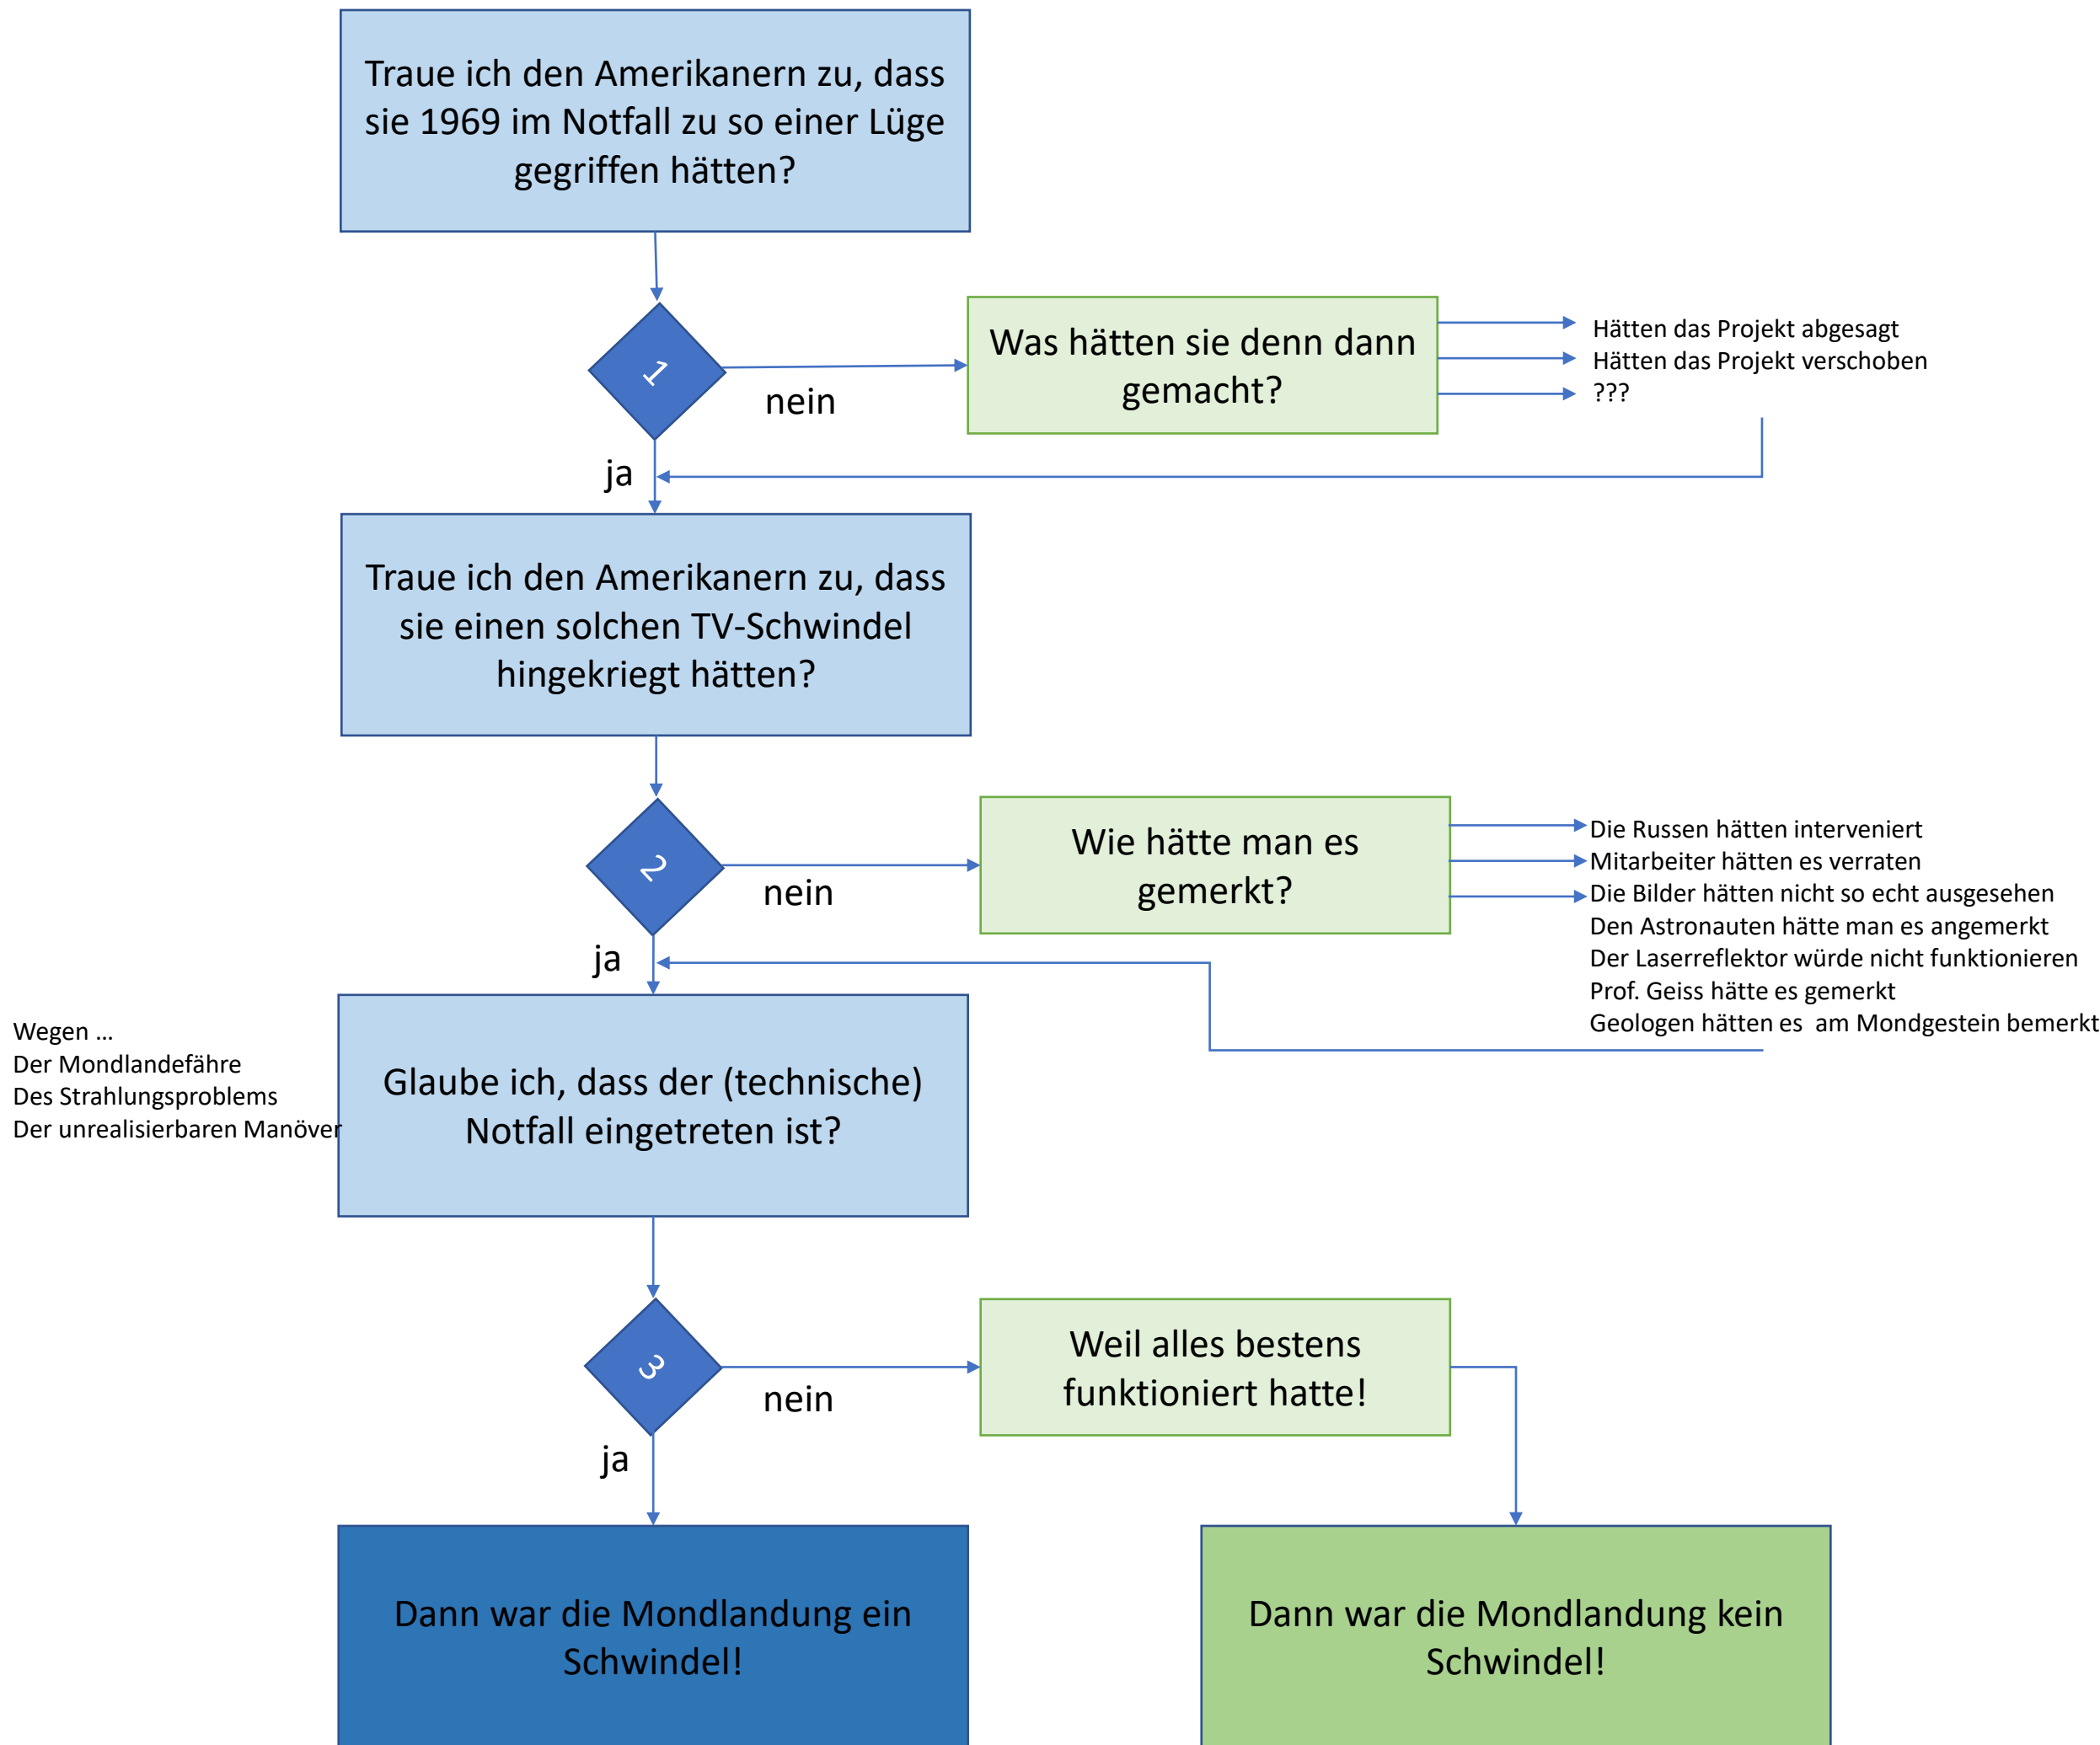 Traue ich den Amerikanern zu, dass
sie 1969 im Notfall zu so einer Lüge
gegriffen hätten?
1
nein
Was hätten sie denn dann
gemacht?
Hätten das Projekt abgesagt
Hätten das Projekt verschoben
???
ja
Traue ich den Amerikanern zu, dass
sie einen solchen TV-Schwindel
hingekriegt hätten?
2
nein
Wie hätte man es
gemerkt?
Die Russen hätten interveniert
Mitarbeiter hätten es verraten
Die Bilder hätten nicht so echt ausgesehen
Den Astronauten hätte man es angemerkt
Der Laserreflektor würde nicht funktionieren
Prof. Geiss hätte es gemerkt
Geologen hätten es am Mondgestein bemerkt
ja
Wegen ...
Der Mondlandefähre
Des Strahlungsproblems
Der unrealisierbaren Manöver
Glaube ich, dass der (technische)
Notfall eingetreten ist?
3
nein
Weil alles bestens
funktioniert hatte!
ja
Dann war die Mondlandung ein
Schwindel!
Dann war die Mondlandung kein
Schwindel!